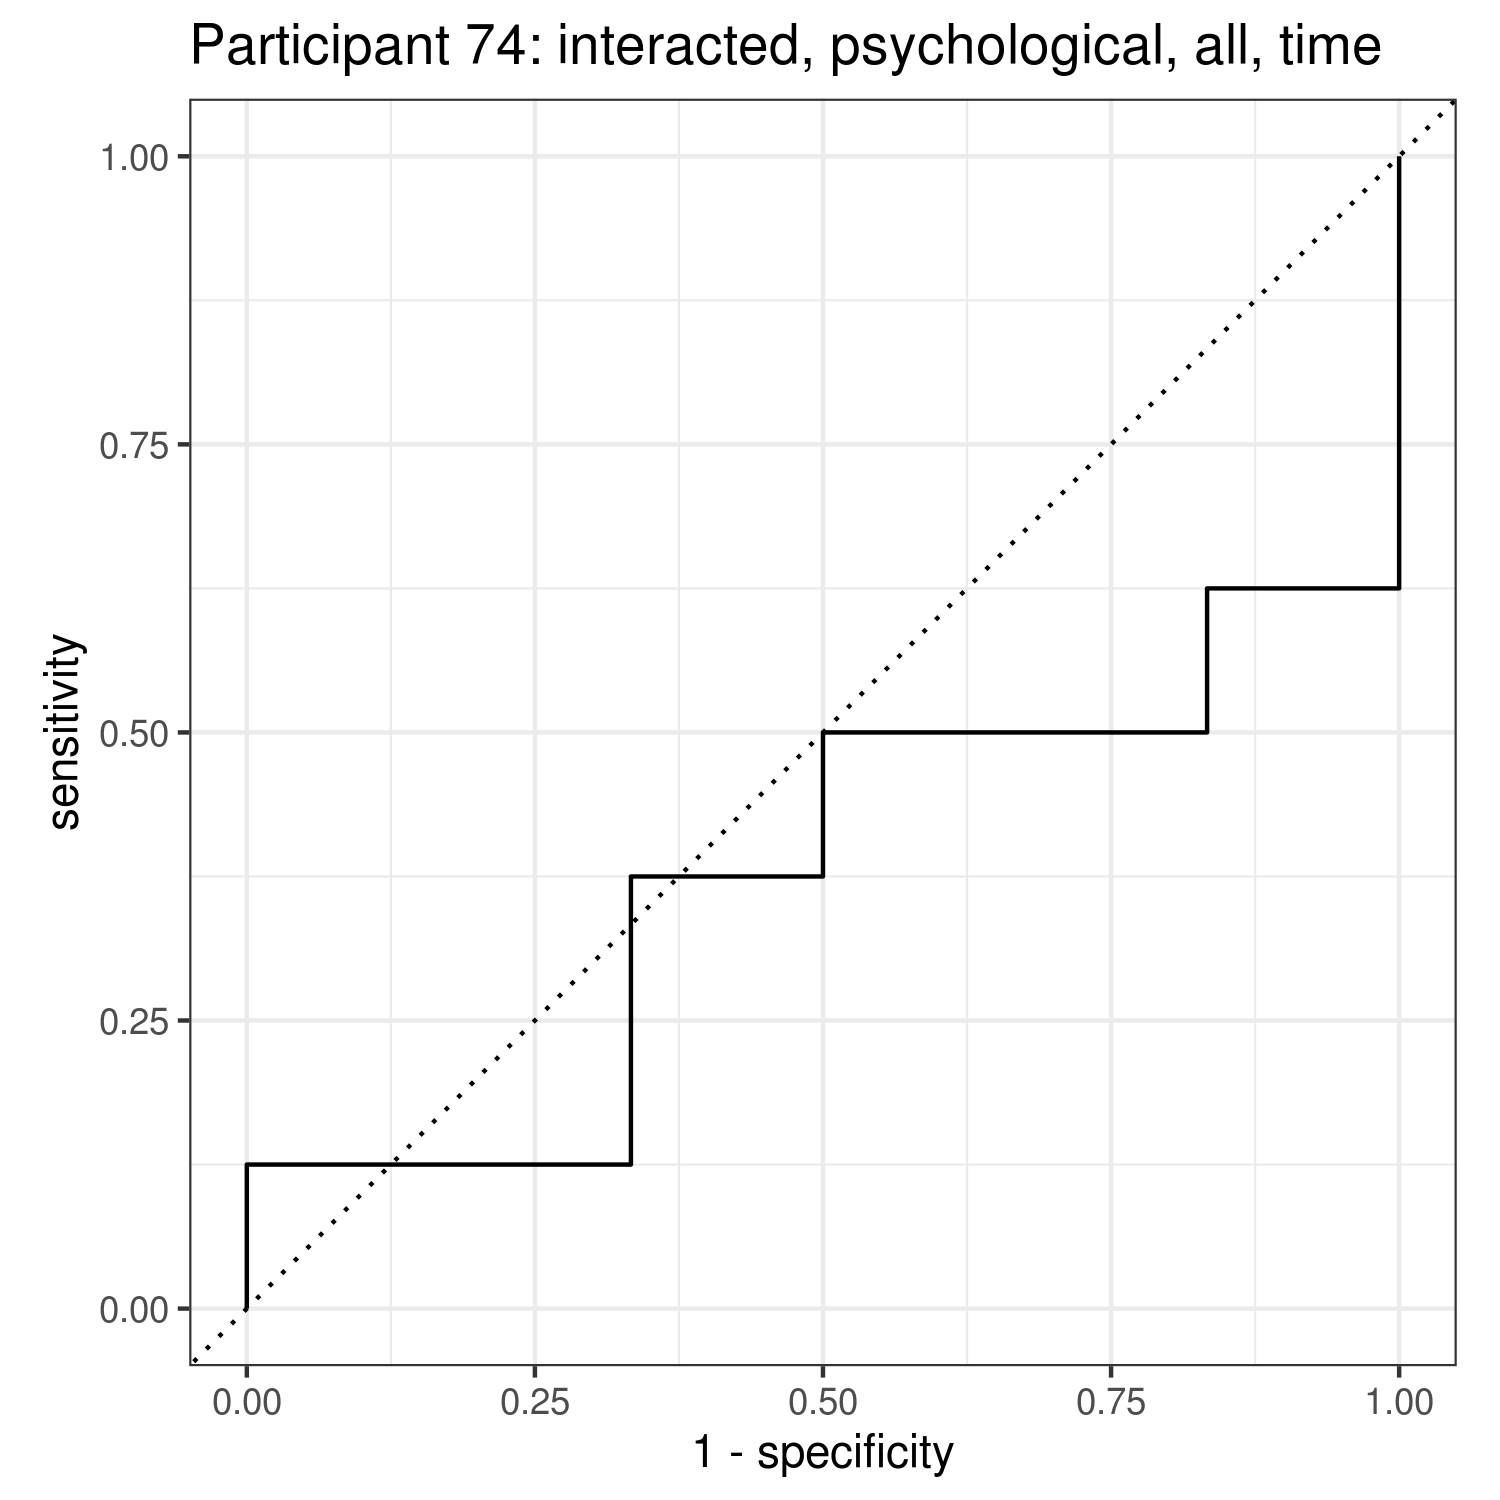 Participant 74: interacted, psychological, all, time
1.00
0.75
0.50
0.25
0.00
sensitivity
0.00 0.25 0.50 0.75 1.00
1 - specificity